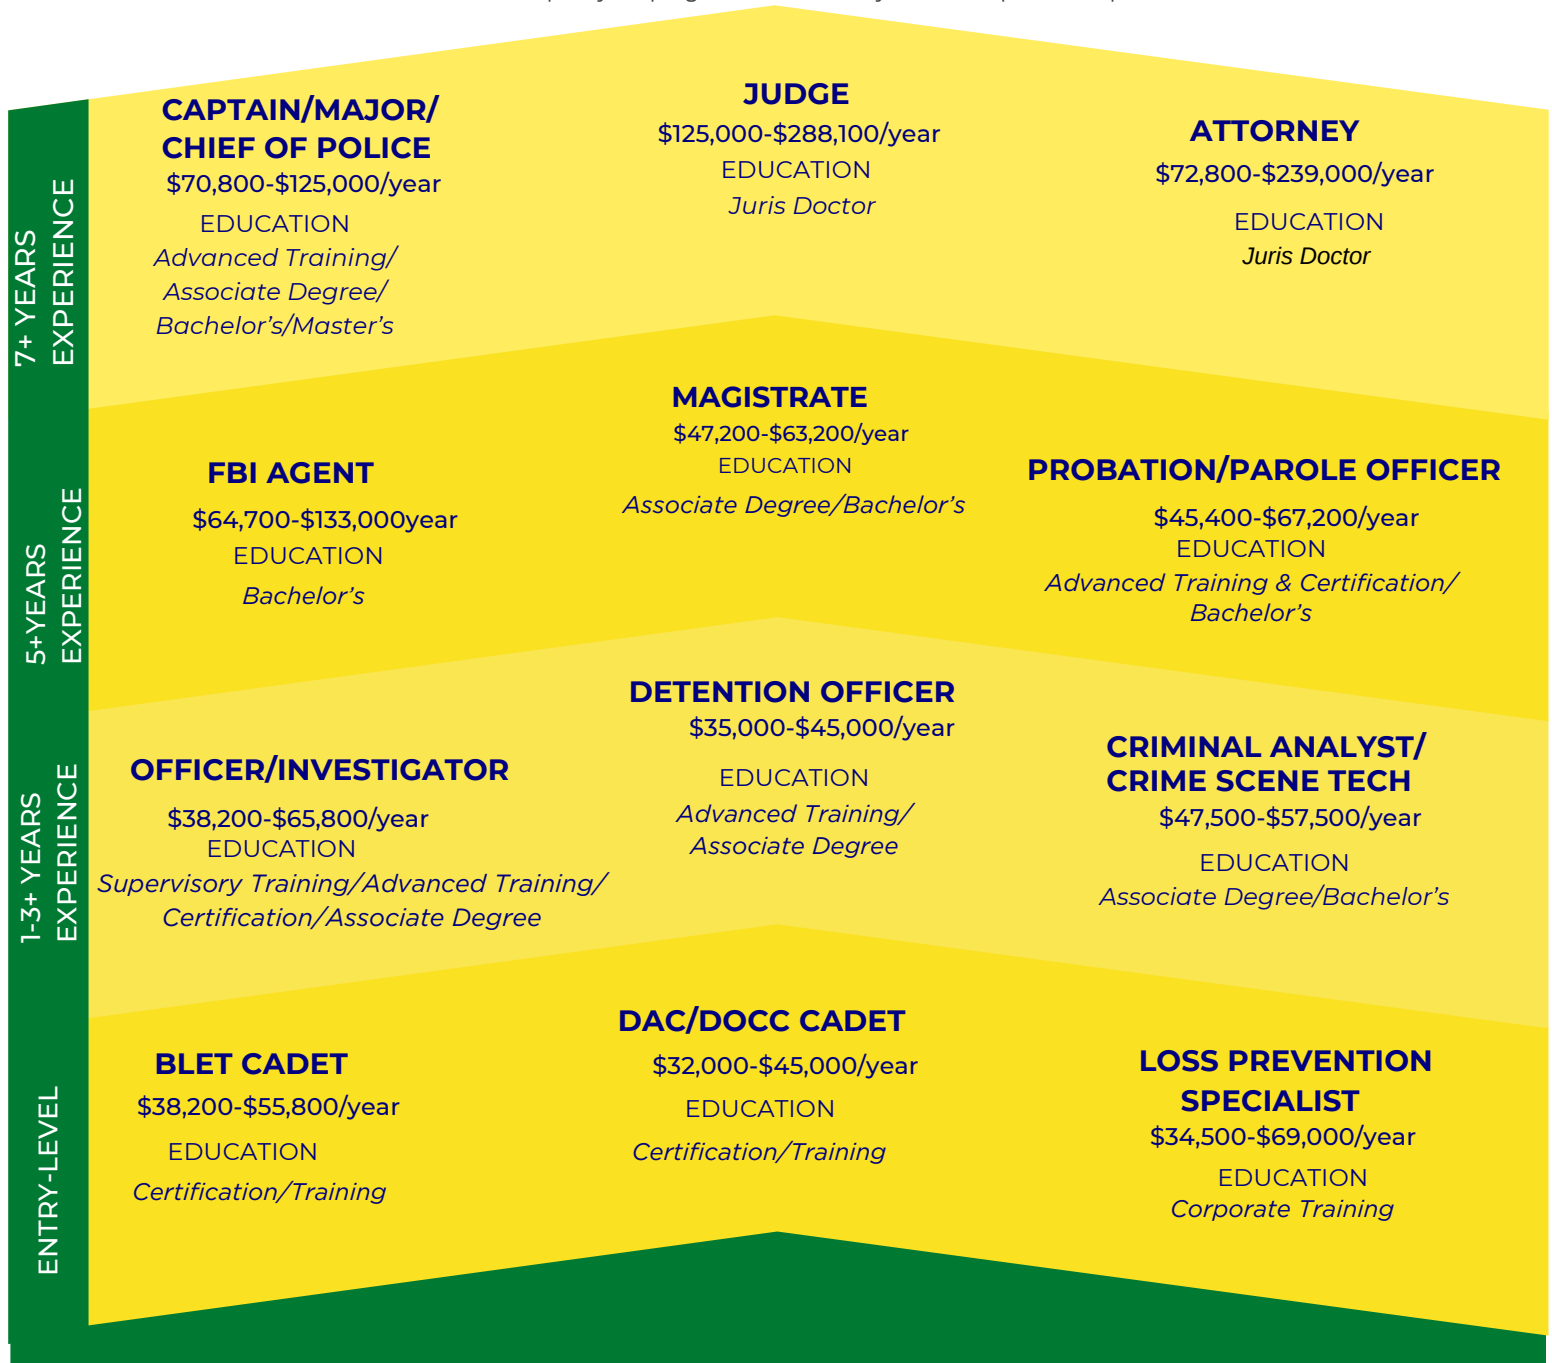 7+ YEARS
EXPERIENCE
CAPTAIN/MAJOR/
CHIEF OF POLICE
$70,800-$125,000/year
EDUCATION
Advanced Training/
Associate Degree/
Bachelor’s/Master’s
JUDGE
$125,000-$288,100/year
EDUCATION
Juris Doctor
ATTORNEY
$72,800-$239,000/year
EDUCATION
Juris Doctor
5+YEARS
EXPERIENCE
FBI AGENT
$64,700-$133,000year
EDUCATION
Bachelor’s
MAGISTRATE
$47,200-$63,200/year
EDUCATION
Associate Degree/Bachelor’s
PROBATION/PAROLE OFFICER
$45,400-$67,200/year
EDUCATION
Advanced Training & Certification/
Bachelor’s
1-3+ YEARS
EXPERIENCE
OFFICER/INVESTIGATOR
$38,200-$65,800/year
EDUCATION
Supervisory Training/Advanced Training/
Certification/Associate Degree
DETENTION OFFICER
$35,000-$45,000/year
EDUCATION
Advanced Training/
Associate Degree
CRIMINAL ANALYST/
CRIME SCENE TECH
$47,500-$57,500/year
EDUCATION
Associate Degree/Bachelor’s
ENTRY-LEVEL
BLET CADET
$38,200-$55,800/year
EDUCATION
Certification/Training
DAC/DOCC CADET
$32,000-$45,000/year
EDUCATION
Certification/Training
LOSS PREVENTION
SPECIALIST
$34,500-$69,000/year
EDUCATION
Corporate Training